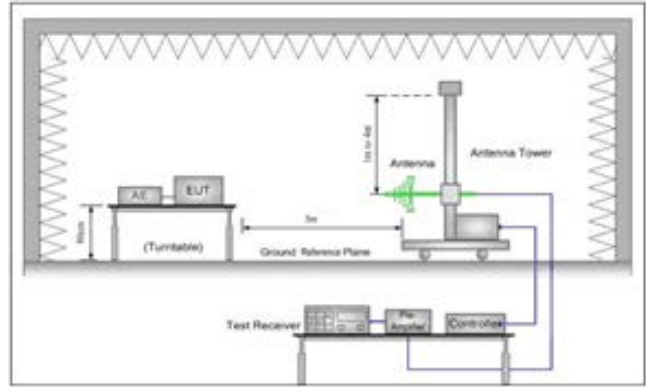 1m to 4m
Antenna
Antenna Tower
AE
EUT
80cm
3m
(Turntable)
Ground Reference Plane
Test Receiver
Pre
Amplifier
Controller